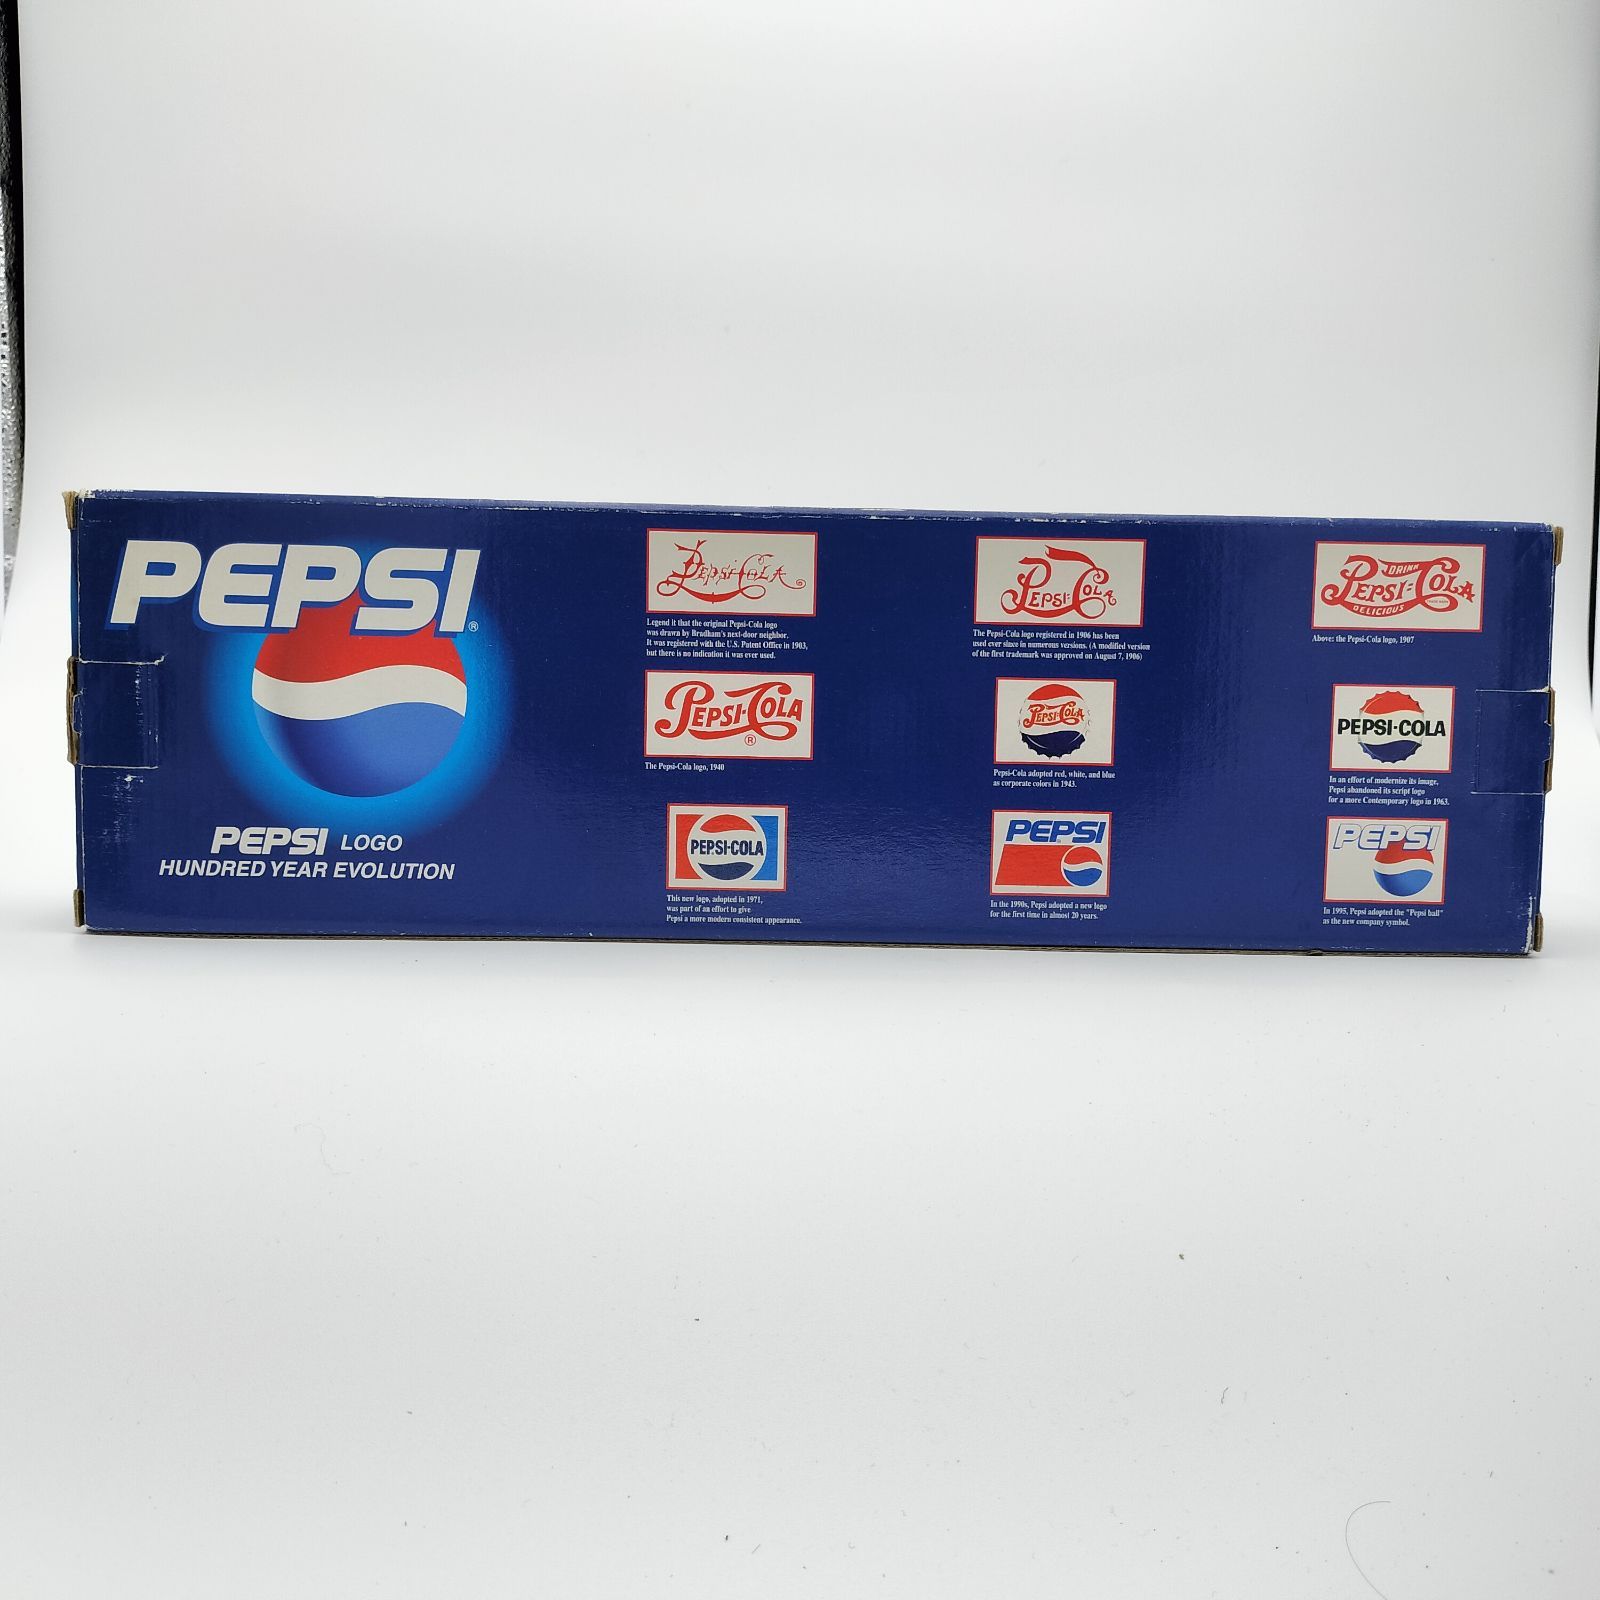 PEPSI®
PEPSI LOGO
HUNDRED YEAR EVOLUTION
PEPSI-COLA
Legend it that the original Pepsi-Cola logo
was drawn by Bradham's next-door neighbor.
It was registered with the U.S. Patent Office in 1903,
but there is no indication it was ever used.
PEPSI-COLA
The Pepsi-Cola logo registered in 1906 has been
used ever since in numerous versions. (A modified version
of the first trademark was approved on August 7, 1906)
DRINK
PEPSI-COLA
DELICIOUS
Above: the Pepsi-Cola logo, 1907
PEPSI-COLA
®
The Pepsi-Cola logo, 1940
PEPSI-COLA
Pepsi-Cola adopted red, white, and blue
as corporate colors in 1943.
PEPSI-COLA
In an effort of modernize its image,
Pepsi abandoned its script logo
for a more Contemporary logo in 1963.
PEPSI-COLA
This new logo, adopted in 1971,
was part of an effort to give
Pepsi a more modern consistent appearance.
PEPSI
In the 1990s, Pepsi adopted a new logo
for the first time in almost 20 years.
PEPSI
In 1995, Pepsi adopted the "Pepsi ball"
as the new company symbol.